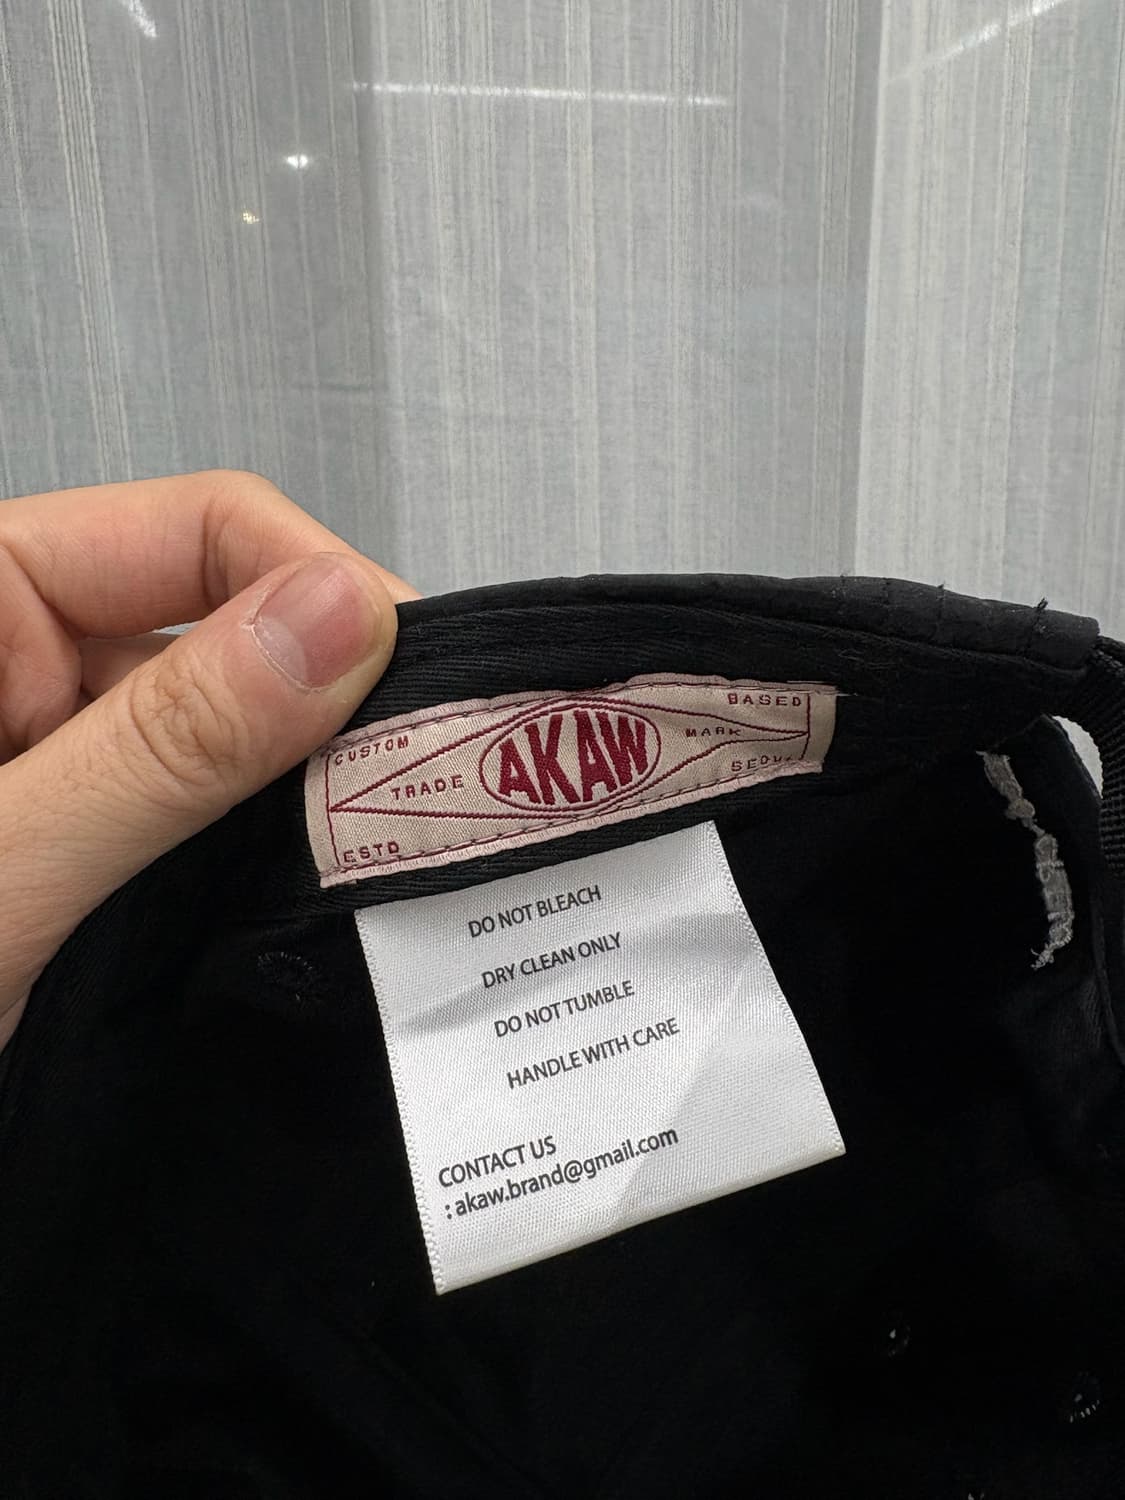 CUSTOM
BASED
TRADE
AKAW
MARK
ESTD
SEOUL
DO NOT BLEACH
DRY CLEAN ONLY
DO NOT TUMBLE
HANDLE WITH CARE
CONTACT US
: akaw.brand@gmail.com